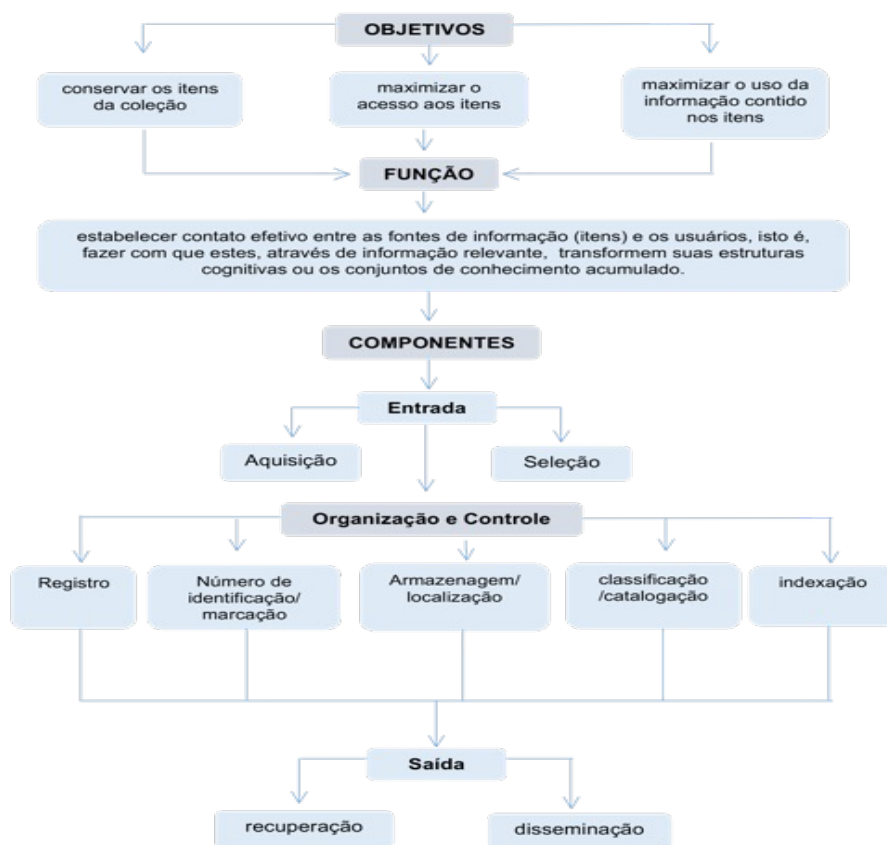 OBJETIVOS
conservar os itens
da coleção
maximizar o
acesso aos itens
maximizar o uso da
informação contido
nos itens
FUNÇÃO
estabelecer contato efetivo entre as fontes de informação (itens) e os usuários, isto é,
fazer com que estes, através de informação relevante, transformem suas estruturas
cognitivas ou os conjuntos de conhecimento acumulado.
COMPONENTES
Entrada
Aquisição
Seleção
Organização e Controle
Registro
Número de
identificação/
marcação
Armazenagem/
localização
classificação
/catalogação
indexação
Saída
recuperação
disseminação